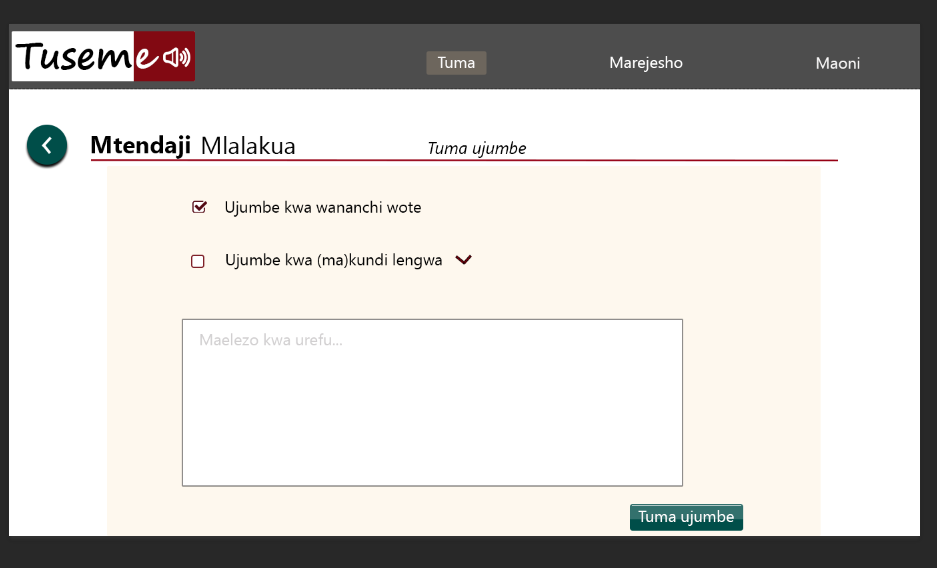 Tuseme
Tuma Marejesho Maoni
Mtendaji Mlalakua Tuma ujumbe
Ujumbe kwa wananchi wote
Ujumbe kwa (ma)kundi lengwa
Maelezo kwa urefu...
Tuma ujumbe